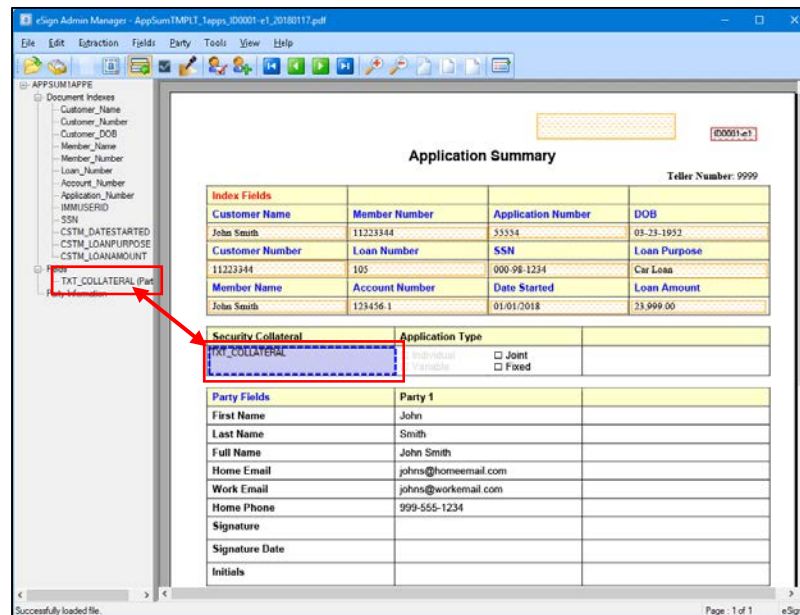 eSign Admin Manager - AppSumTMPLT_1apps_ID0001-e1_20180117.pdf
File Edit Extraction Fields Party Tools View Help
APPSUM1APPE
Document Indexes
Customer_Name
Customer_Number
Customer_DOB
Member_Name
Member_Number
Loan_Number
Account_Number
Application_Number
IMMUSERID
SSN
CSTM_DATESTARTED
CSTM_LOANPURPOSE
CSTM_LOANAMOUNT
Fields
TXT_COLLATERAL (Part
Party Information
ID0001-e1
Application Summary
Teller Number: 9999
Index Fields
Customer Name Member Number Application Number DOB
John Smith 11223344 55554 03-23-1952
Customer Number Loan Number SSN Loan Purpose
11223344 105 000-98-1234 Car Loan
Member Name Account Number Date Started Loan Amount
John Smith 123456-1 01/01/2018 23,999.00
Security Collateral Application Type
TXT_COLLATERAL Individual Joint
Variable Fixed
Party Fields Party 1
First Name John
Last Name Smith
Full Name John Smith
Home Email johns@homeemail.com
Work Email johns@workemail.com
Home Phone 999-555-1234
Signature
Signature Date
Initials
Successfully loaded file. Page : 1 of 1 eSign